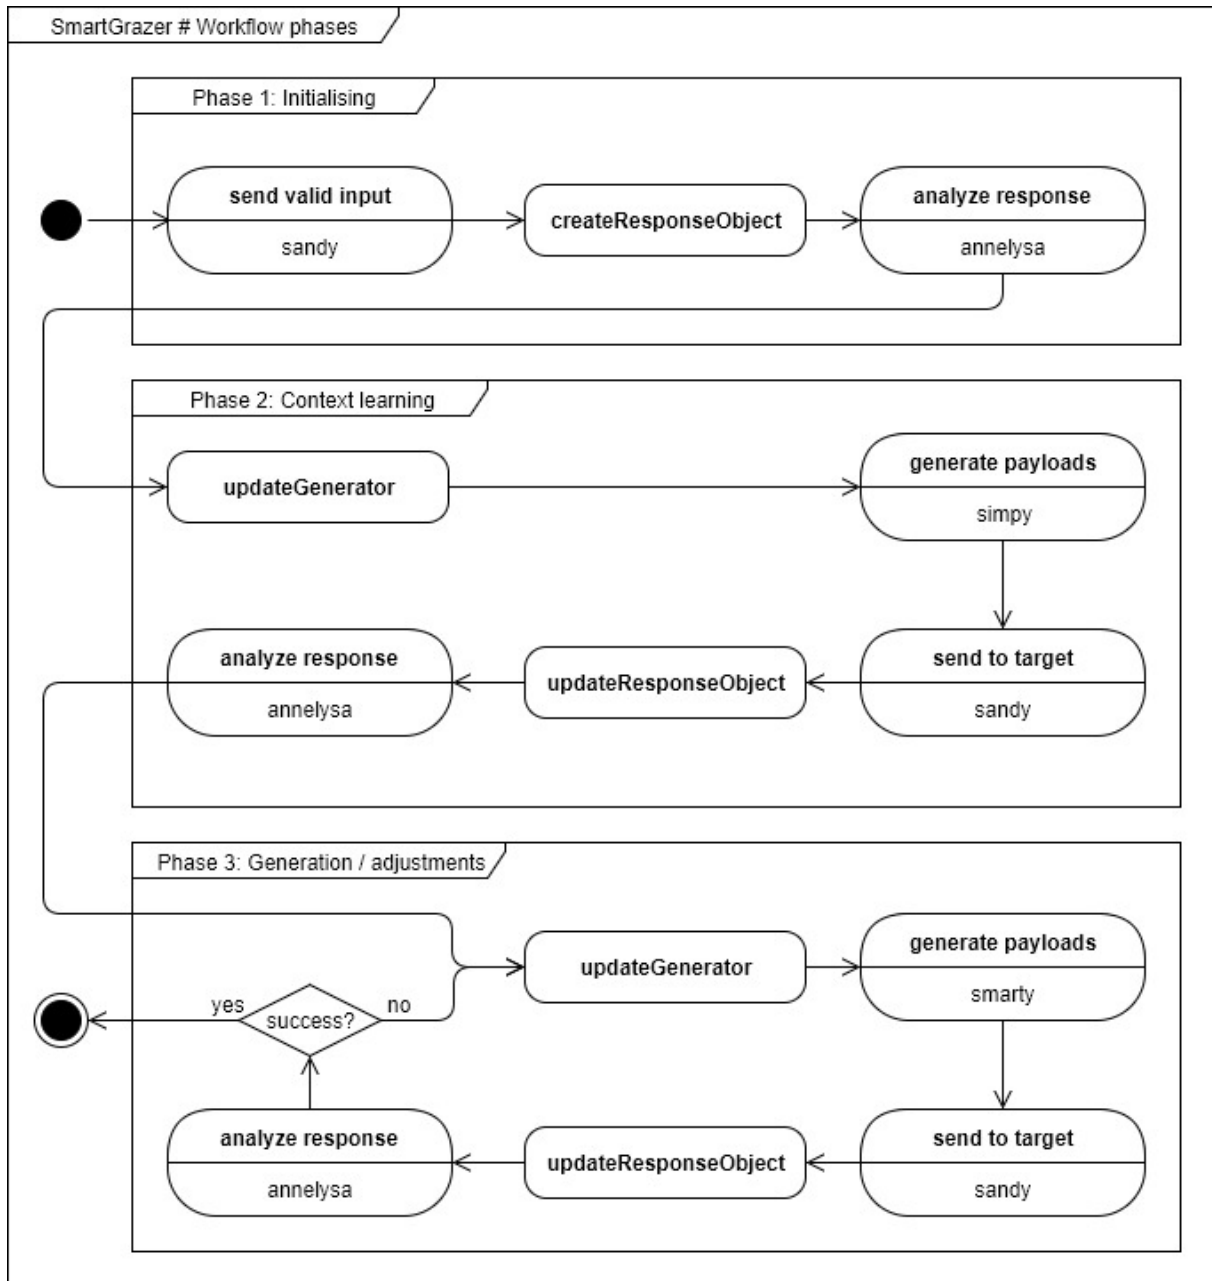 SmartGrazer # Workflow phases
Phase 1: Initialising
send valid input
sandy
createResponseObject
analyze response
annelysa
Phase 2: Context learning
updateGenerator
generate payloads
simpy
analyze response
annelysa
updateResponseObject
send to target
sandy
Phase 3: Generation / adjustments
updateGenerator
generate payloads
smarty
yes
success?
no
analyze response
annelysa
updateResponseObject
send to target
sandy